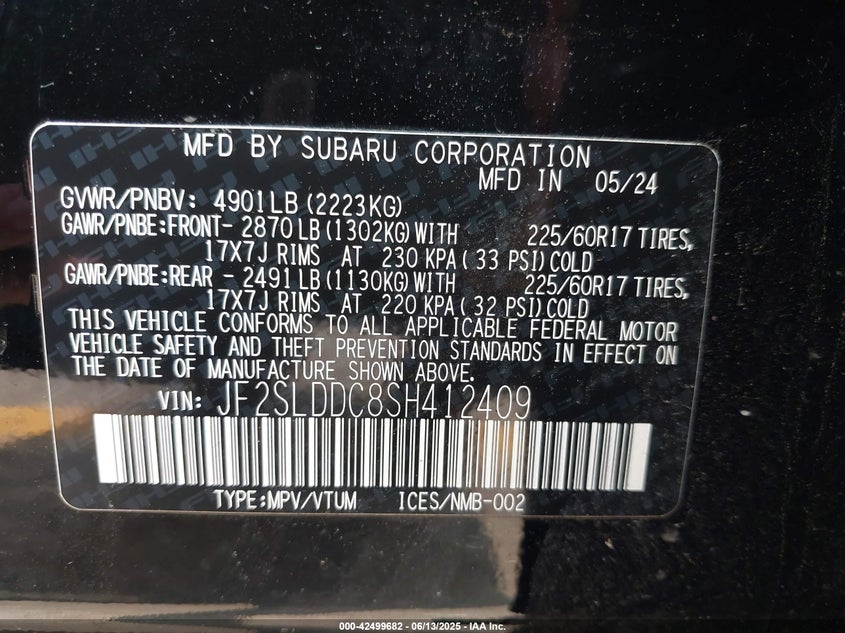 MFD BY SUBARU CORPORATION
MFD IN 05/24
GVWR/PNBV: 4901LB (2223KG)
GAWR/PNBE:FRONT- 2870LB (1302KG) WITH 225/60R17 TIRES,
17X7J RIMS AT 230 KPA ( 33 PSI) COLD
GAWR/PNBE:REAR - 2491LB (1130KG) WITH 225/60R17 TIRES,
17X7J RIMS AT 220 KPA ( 32 PSI) COLD
THIS VEHICLE CONFORMS TO ALL APPLICABLE FEDERAL MOTOR
VEHICLE SAFETY AND THEFT PREVENTION STANDARDS IN EFFECT ON
THE DATE OF MANUFACTURE SHOWN ABOVE.
VIN: JF2SLDDC8SH412409
TYPE:MPV/VTUM ICES/NMB-002
000-42499682 - 06/13/2025 - IAA Inc.